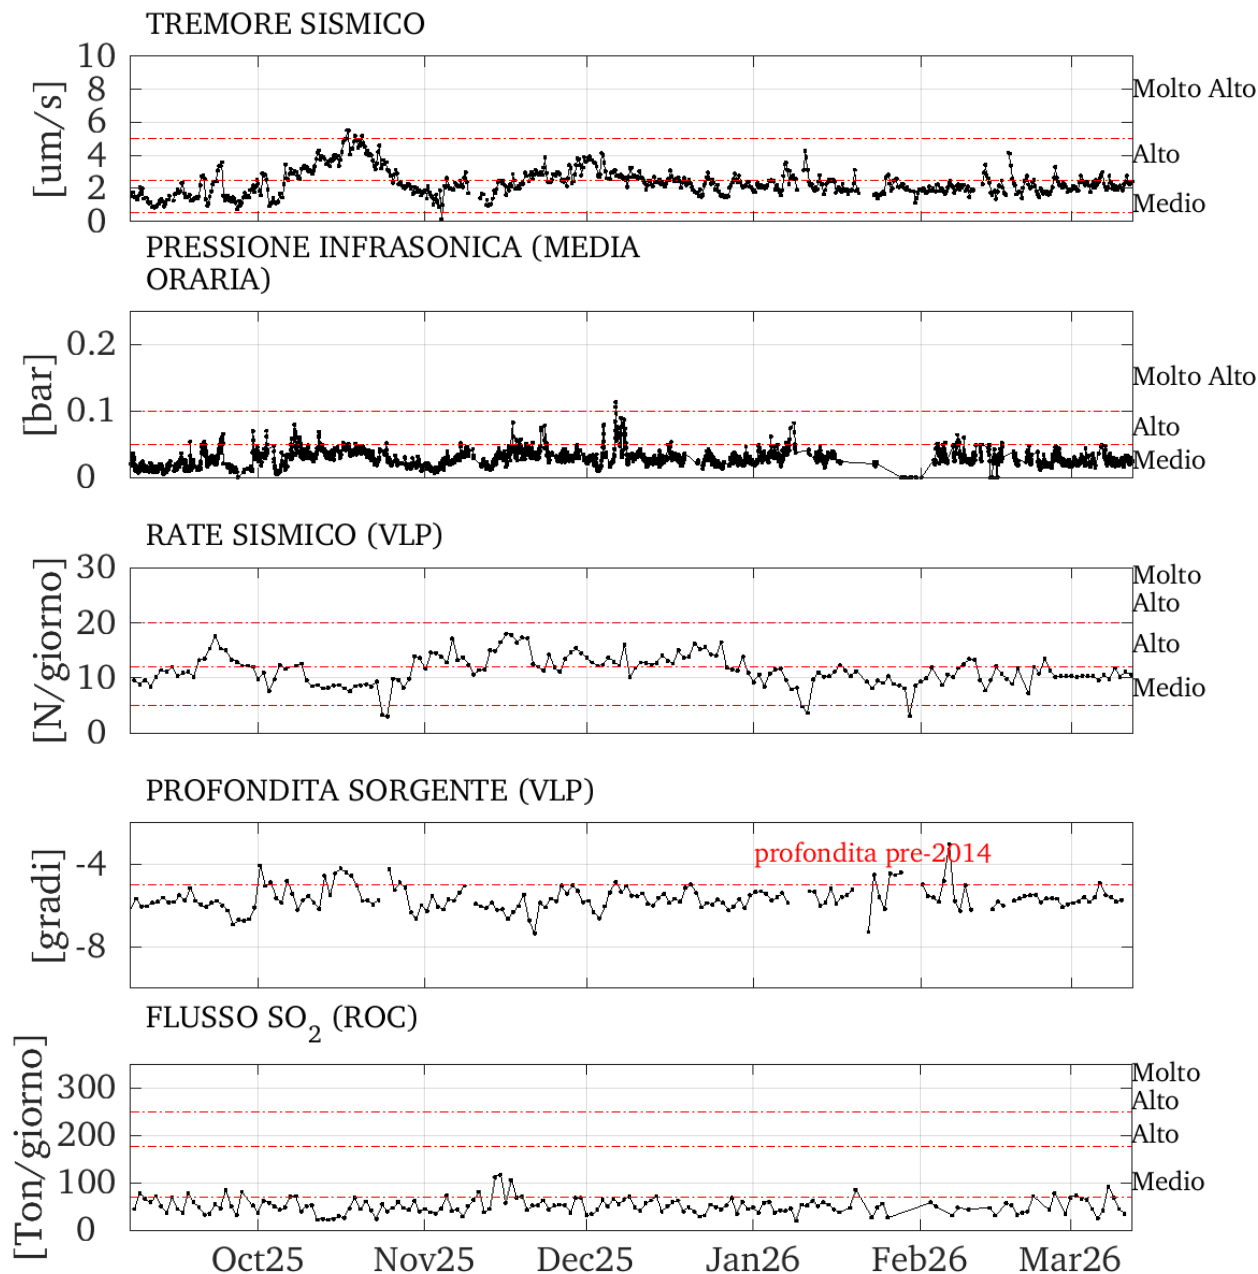 TREMORE SISMICO
[um/s]
10
8
6
4
2
0
Molto Alto
Alto
Medio
PRESSIONE INFRASONICA (MEDIA
ORARIA)
[bar]
0.2
0.1
0
Molto Alto
Alto
Medio
RATE SISMICO (VLP)
[N/giorno]
30
20
10
0
Molto
Alto
Alto
Medio
PROFONDITA SORGENTE (VLP)
[gradi]
-4
-8
profondita pre-2014
FLUSSO SO2 (ROC)
[Ton/giorno]
300
200
100
0
Molto
Alto
Alto
Medio
Oct25 Nov25 Dec25 Jan26 Feb26 Mar26